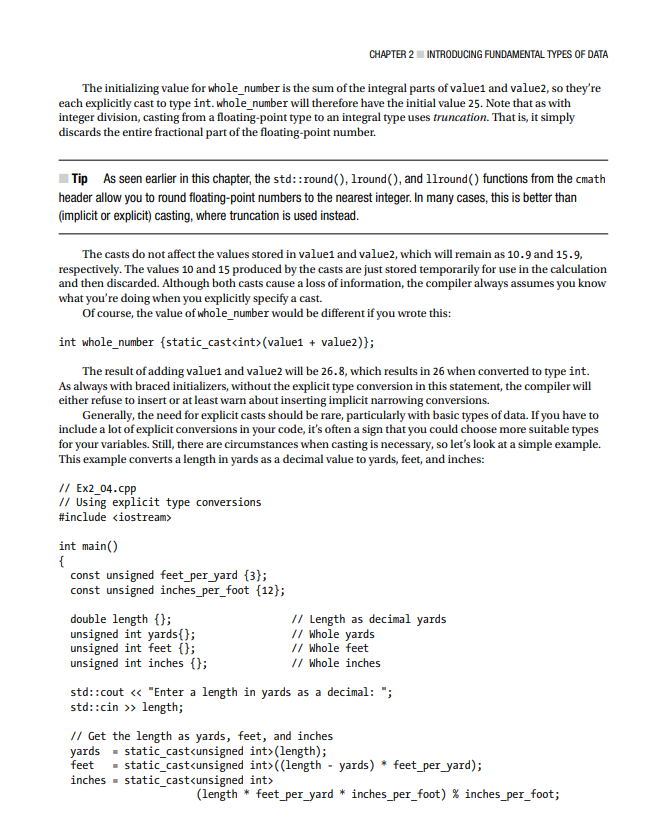 CHAPTER 2 ■ INTRODUCING FUNDAMENTAL TYPES OF DATA
The initializing value for whole_number is the sum of the integral parts of value1 and value2, so they're
each explicitly cast to type int. whole_number will therefore have the initial value 25. Note that as with
integer division, casting from a floating-point type to an integral type uses truncation. That is, it simply
discards the entire fractional part of the floating-point number.
■ Tip As seen earlier in this chapter, the std::round(), lround(), and llround() functions from the cmath
header allow you to round floating-point numbers to the nearest integer. In many cases, this is better than
(implicit or explicit) casting, where truncation is used instead.
The casts do not affect the values stored in value1 and value2, which will remain as 10.9 and 15.9,
respectively. The values 10 and 15 produced by the casts are just stored temporarily for use in the calculation
and then discarded. Although both casts cause a loss of information, the compiler always assumes you know
what you're doing when you explicitly specify a cast.
Of course, the value of whole_number would be different if you wrote this:
int whole_number {static_cast<int>(value1 + value2)};
The result of adding value1 and value2 will be 26.8, which results in 26 when converted to type int.
As always with braced initializers, without the explicit type conversion in this statement, the compiler will
either refuse to insert or at least warn about inserting implicit narrowing conversions.
Generally, the need for explicit casts should be rare, particularly with basic types of data. If you have to
include a lot of explicit conversions in your code, it's often a sign that you could choose more suitable types
for your variables. Still, there are circumstances when casting is necessary, so let's look at a simple example.
This example converts a length in yards as a decimal value to yards, feet, and inches:
// Ex2_04.cpp
// Using explicit type conversions
#include <iostream>
int main()
{
const unsigned feet_per_yard {3};
const unsigned inches_per_foot {12};
double length {}; // Length as decimal yards
unsigned int yards{}; // Whole yards
unsigned int feet {}; // Whole feet
unsigned int inches {}; // Whole inches
std::cout << "Enter a length in yards as a decimal: ";
std::cin >> length;
// Get the length as yards, feet, and inches
yards = static_cast<unsigned int>(length);
feet = static_cast<unsigned int>((length - yards) * feet_per_yard);
inches = static_cast<unsigned int>
(length * feet_per_yard * inches_per_foot) % inches_per_foot;